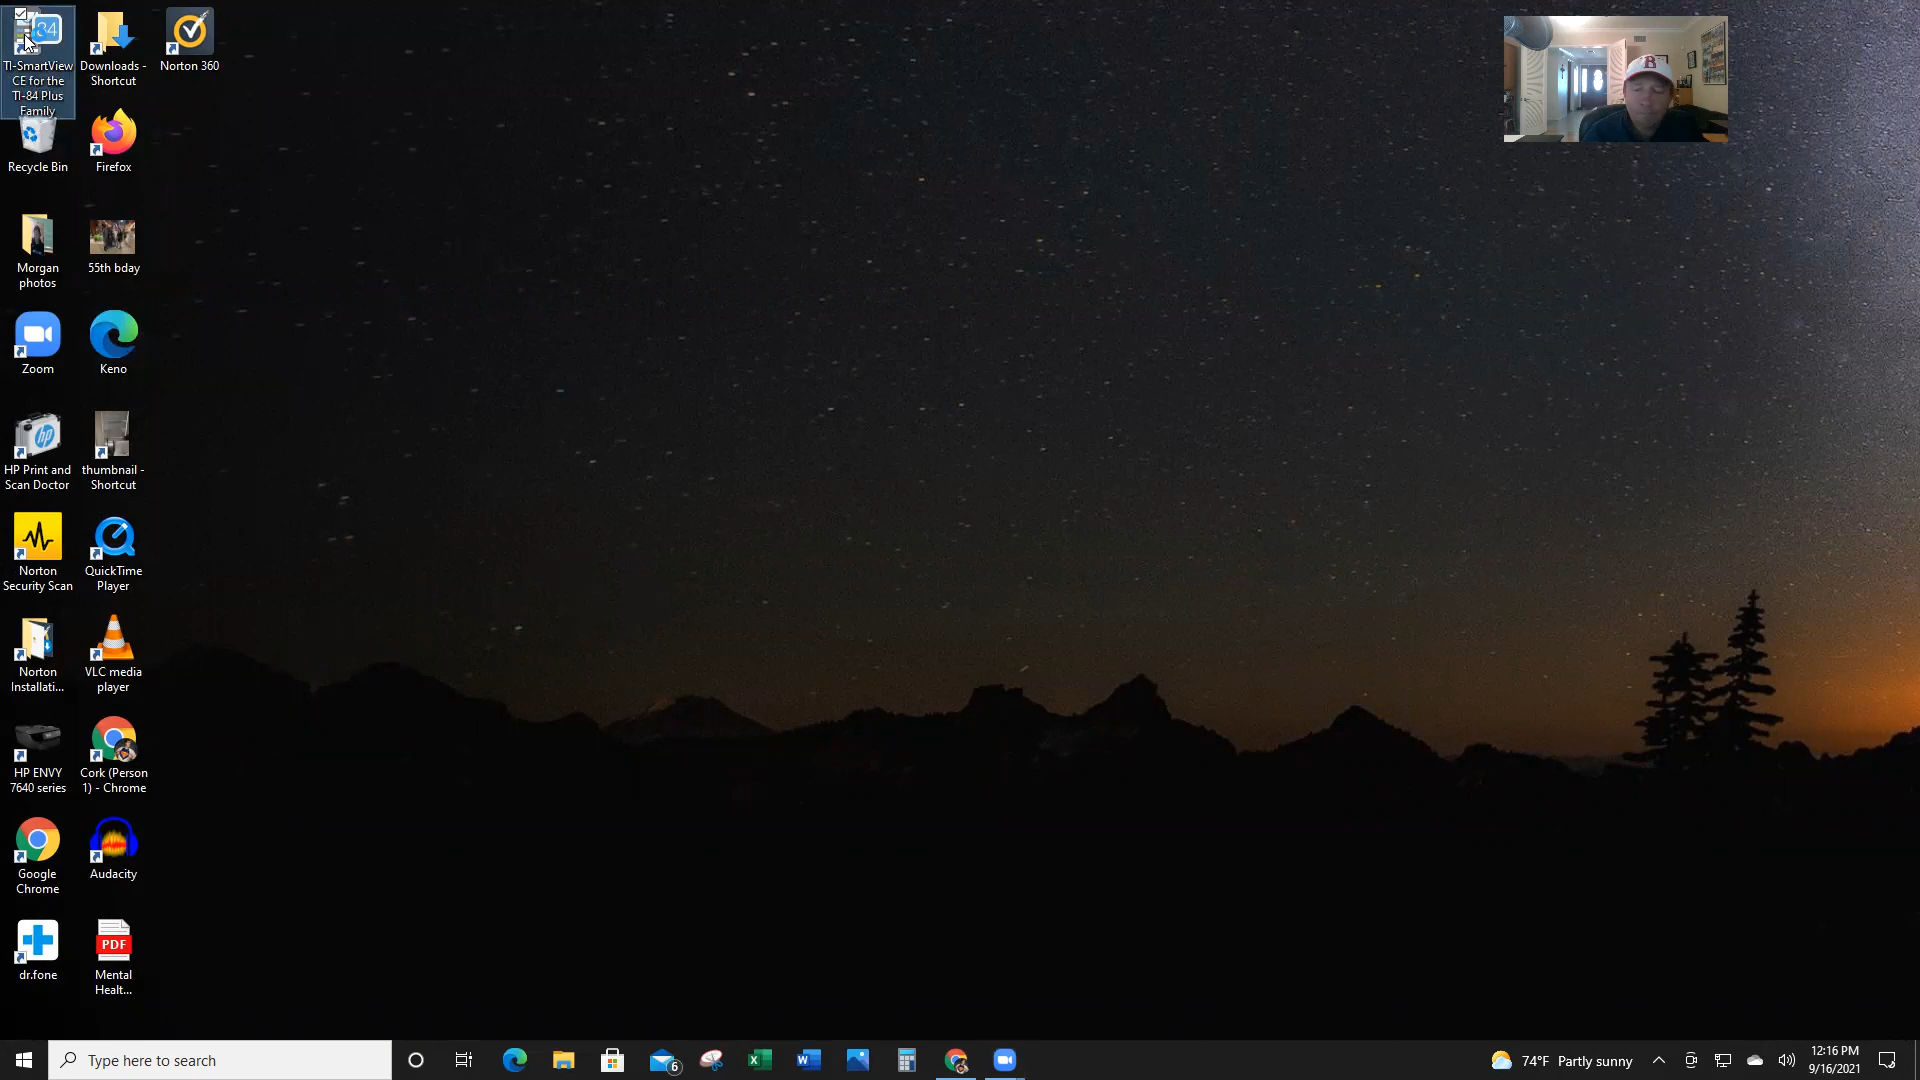 84
TI-SmartView
CE for the
TI-84 Plus
Family
Downloads -
Shortcut
Norton 360
B
Recycle Bin
Firefox
Morgan
photos
55th bday
Zoom
Keno
hp
HP Print and
Scan Doctor
thumbnail -
Shortcut
Norton
Security Scan
QuickTime
Player
Norton
Installati...
VLC media
player
HP ENVY
7640 series
Cork (Person
1) - Chrome
Google
Chrome
Audacity
dr.fone
PDF
Mental
Healt...
Type here to search
6
74°F Partly sunny
12:16 PM
9/16/2021